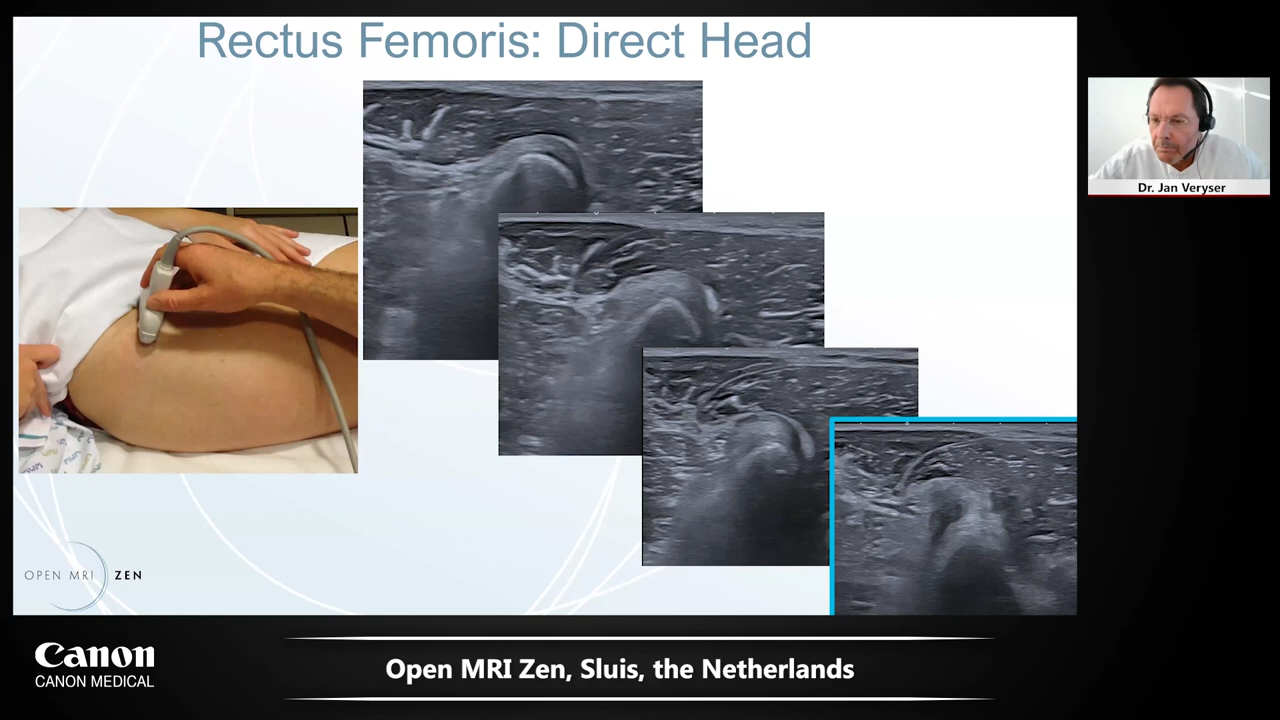 Rectus Femoris: Direct Head
Dr. Jan Veryser
OPEN MRI ZEN
Canon
CANON MEDICAL
Open MRI Zen, Sluis, the Netherlands